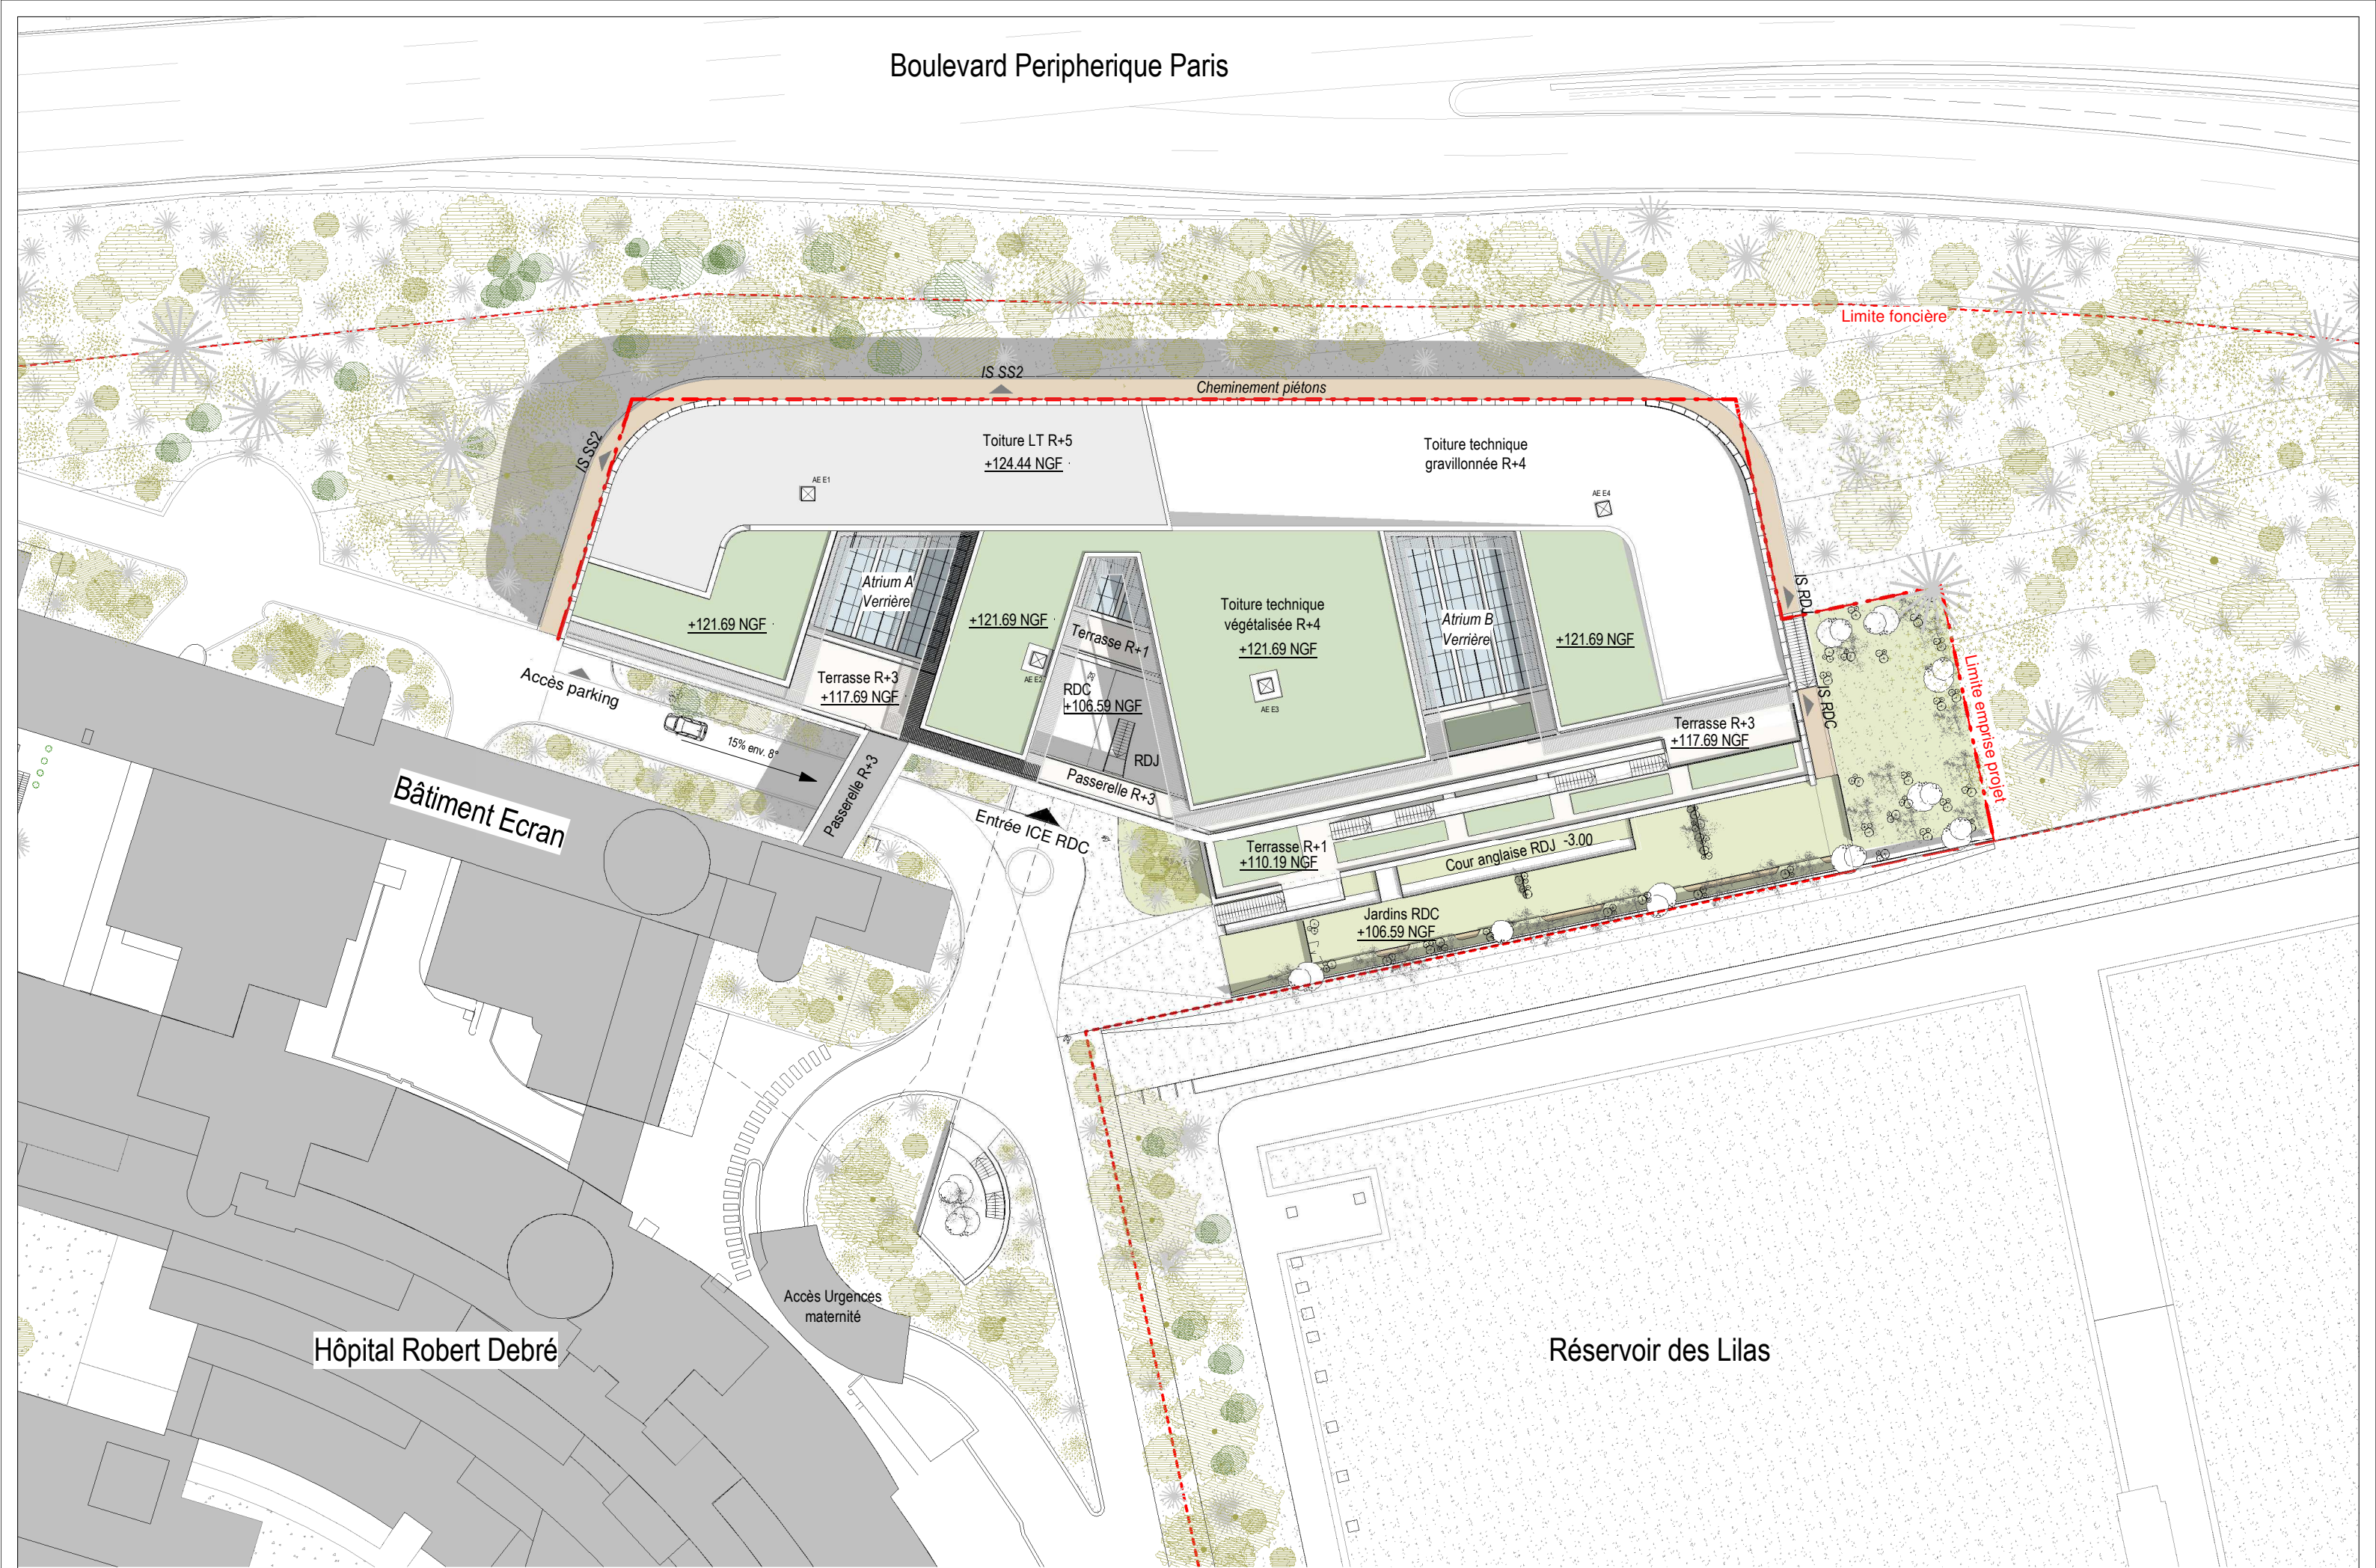 Boulevard Peripherique Paris
Limite foncière
IS SS2
Cheminement piétons
IS SS2
Toiture LT R+5
+124.44 NGF
Toiture technique
gravillonnée R+4
AE E1
AE E4
Atrium A
Verrière
+121.69 NGF
+121.69 NGF
Toiture technique
végétalisée R+4
+121.69 NGF
Atrium B
Verrière
+121.69 NGF
IS RDJ
Terrasse R+1
AE E2
RDC
+106.59 NGF
AE E3
Terrasse R+3
+117.69 NGF
Accès parking
15% env. 8°
IS RDC
Limite emprise projet
Terrasse R+3
+117.69 NGF
RDJ
Passerelle R+3
Passerelle R+3
Bâtiment Ecran
Entrée ICE RDC
Terrasse R+1
+110.19 NGF
Cour anglaise RDJ -3.00
Jardins RDC
+106.59 NGF
Accès Urgences
maternité
Hôpital Robert Debré
Réservoir des Lilas